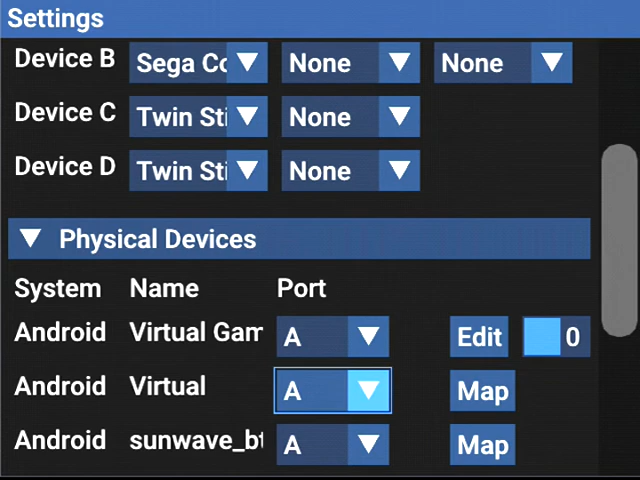 Settings
Device B Sega Co None None
Device C Twin Sti None
Device D Twin Sti None
Physical Devices
System Name Port
Android Virtual Gam A Edit 0
Android Virtual A Map
Android sunwave_bt A Map